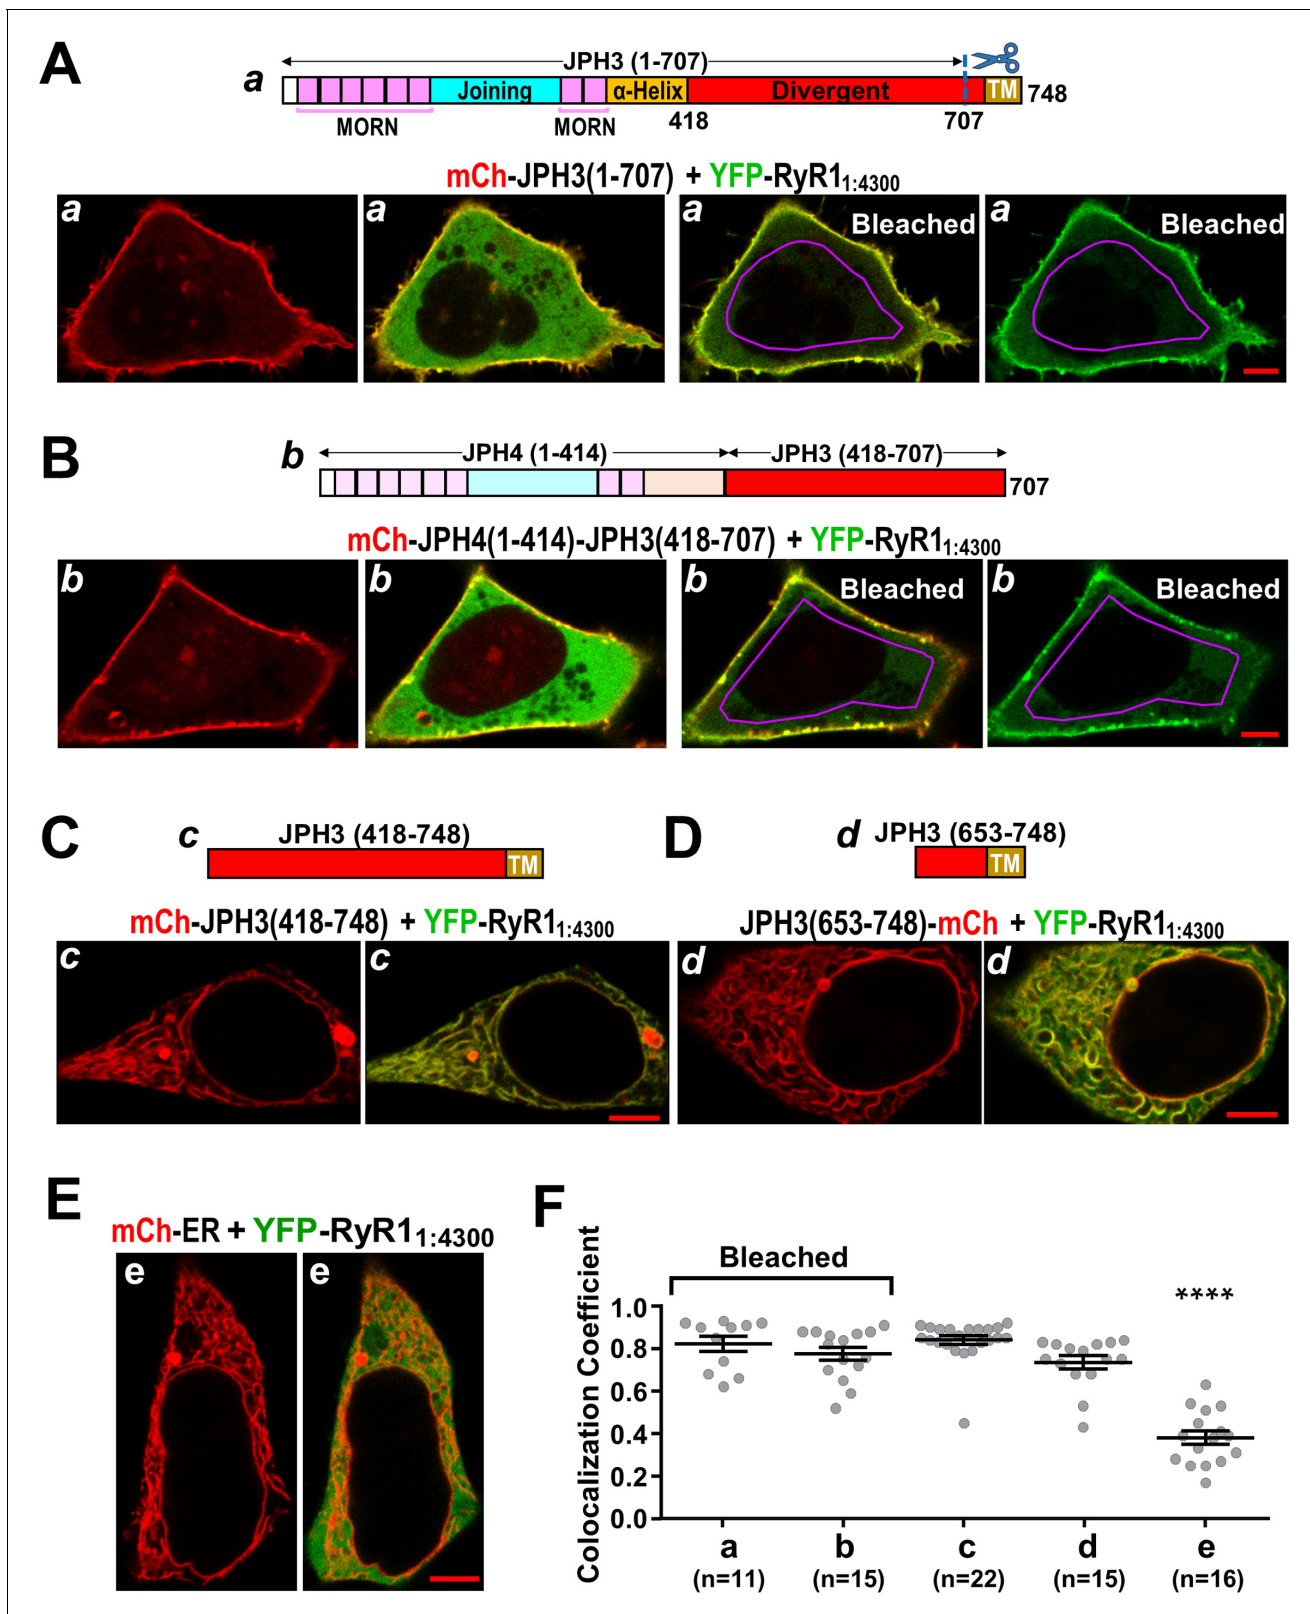 A
JPH3 (1-707)
a
Joining
α-Helix
Divergent
TM
748
MORN
MORN
418
707
mCh-JPH3(1-707) + YFP-RyR11:4300
a
a
a
Bleached
a
Bleached
B
b
JPH4 (1-414)
JPH3 (418-707)
707
mCh-JPH4(1-414)-JPH3(418-707) + YFP-RyR11:4300
b
b
b
Bleached
b
Bleached
C
c
JPH3 (418-748)
TM
mCh-JPH3(418-748) + YFP-RyR11:4300
c
c
D
d
JPH3 (653-748)
TM
JPH3(653-748)-mCh + YFP-RyR11:4300
d
d
E
mCh-ER + YFP-RyR11:4300
e
e
F
Bleached
****
Colocalization Coefficient
1.0
0.8
0.6
0.4
0.2
0.0
a
b
c
d
e
(n=11)
(n=15)
(n=22)
(n=15)
(n=16)